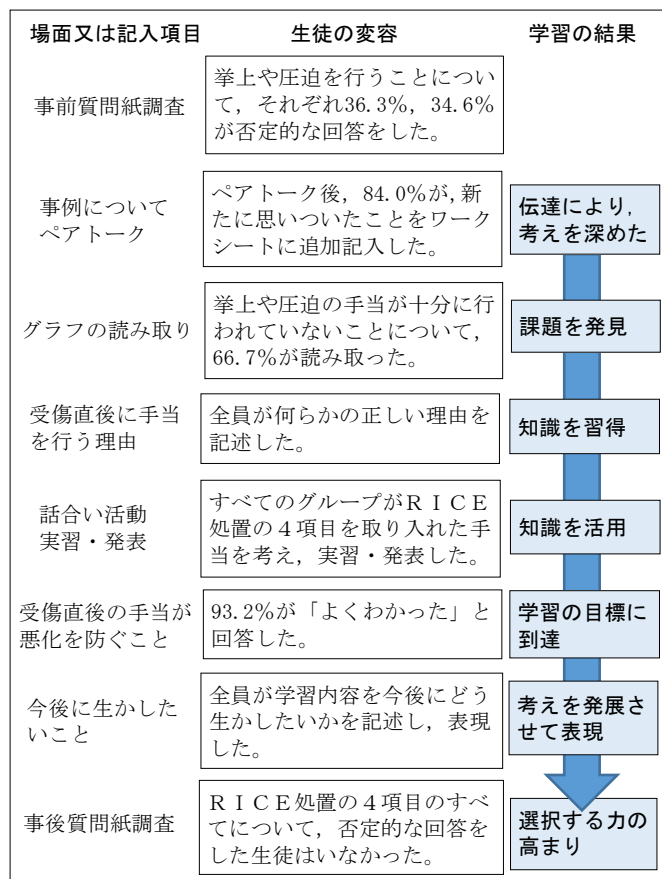 場面又は記入項目
生徒の変容
学習の結果
事前質問紙調査
挙上や圧迫を行うことについ
て，それぞれ36.3%，34.6%
が否定的な回答をした。
事例について
ペアトーク
ペアトーク後，84.0%が,新
たに思いついたことをワーク
シートに追加記入した。
伝達により，
考えを深めた
グラフの読み取り
挙上や圧迫の手当が十分に行
われていないことについて，
66.7%が読み取った。
課題を発見
受傷直後に手当
を行う理由
全員が何らかの正しい理由を
記述した。
知識を習得
話合い活動
実習・発表
すべてのグループがＲＩＣＥ
処置の４項目を取り入れた手
当を考え，実習・発表した。
知識を活用
受傷直後の手当が
悪化を防ぐこと
93.2%が「よくわかった」と
回答した。
学習の目標に
到達
今後に生かした
いこと
全員が学習内容を今後にどう
生かしたいかを記述し，表現
した。
考えを発展さ
せて表現
事後質問紙調査
ＲＩＣＥ処置の４項目のすべ
てについて，否定的な回答を
した生徒はいなかった。
選択する力の
高まり